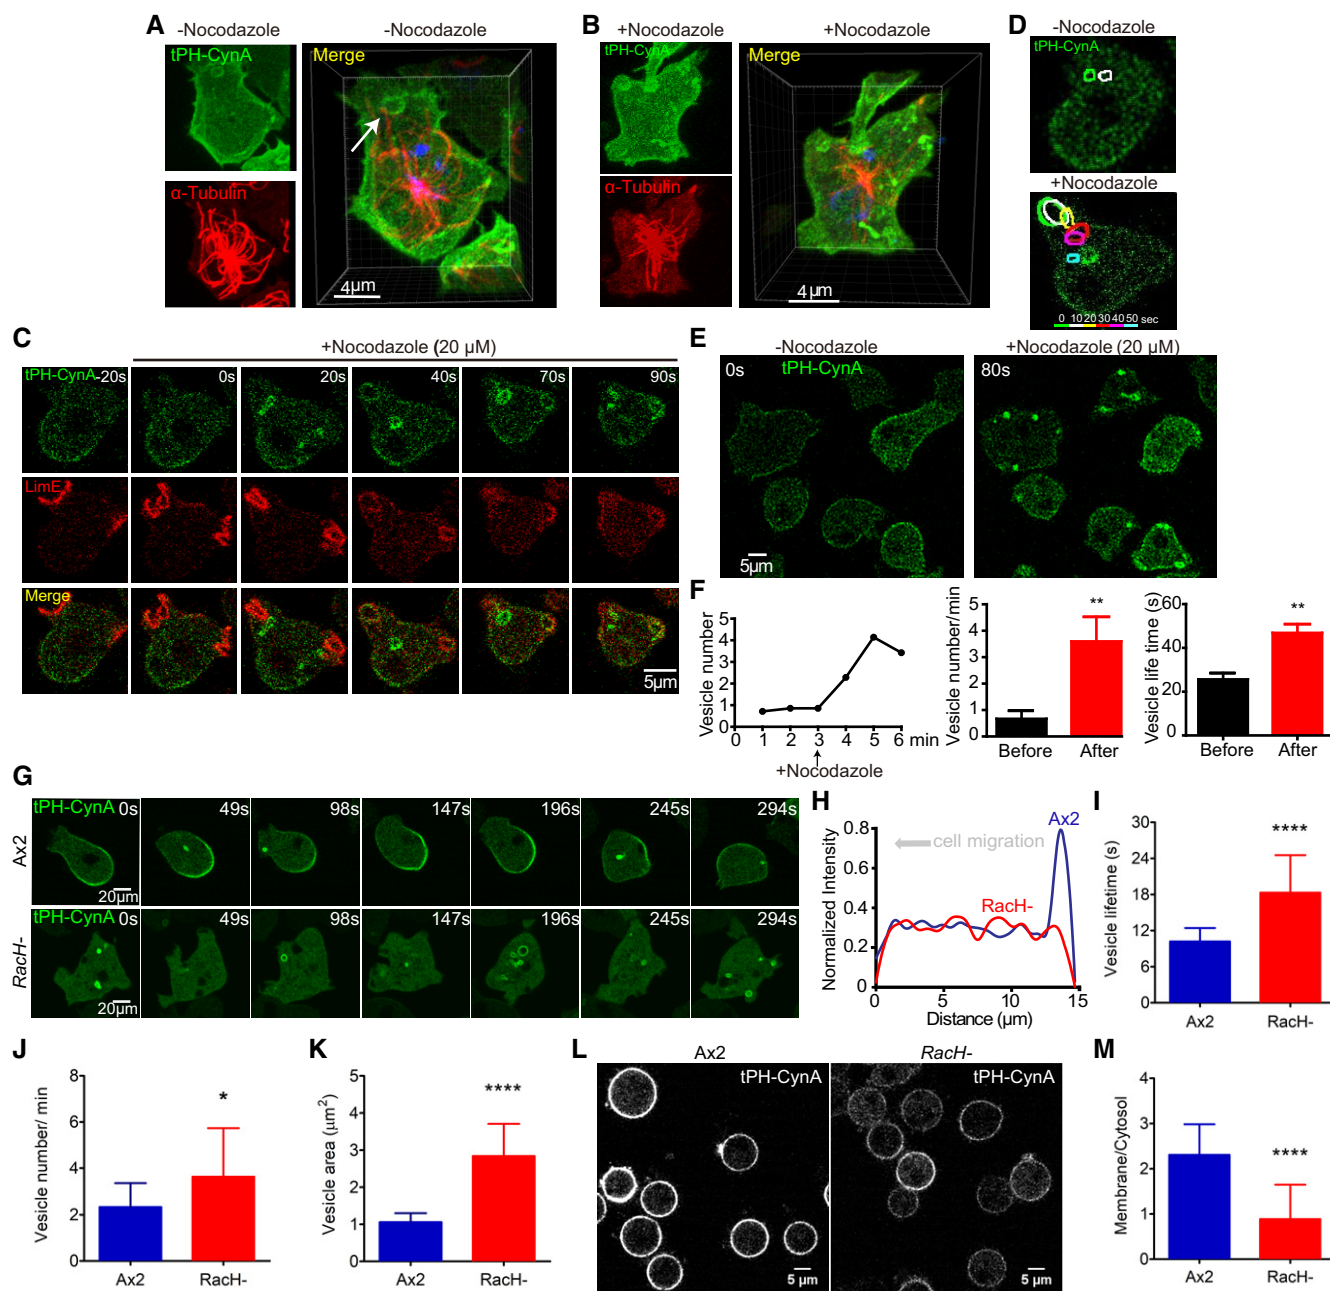 A
-Nocodazole
-Nocodazole
tPH-CynA
Merge
α-Tubulin
4µm
B
+Nocodazole
+Nocodazole
tPH-CynA
Merge
α-Tubulin
4µm
D
-Nocodazole
tPH-CynA
+Nocodazole
0 10 20 30 40 50 sec
C
+Nocodazole (20 µM)
tPH-CynA -20s 0s 20s 40s 70s 90s
LimE
Merge
5µm
E
-Nocodazole
+Nocodazole (20 µM)
0s tPH-CynA
80s
5µm
F
Vesicle number
5
4
3
2
1
0
0 1 2 3 4 5 6 min
+Nocodazole
Vesicle number/min
5
4
3
2
1
0
**
Before After
Vesicle life time (s)
60
40
20
0
**
Before After
G
Ax2
tPH-CynA 0s 49s 98s 147s 196s 245s 294s
20µm
RacH-
tPH-CynA 0s 49s 98s 147s 196s 245s 294s
20µm
H
Normalized Intensity
0.8
0.6
0.4
0.2
0
Ax2
cell migration
RacH-
0 5 10 15
Distance (µm)
I
Vesicle lifetime (s)
30
24
18
12
6
0
****
Ax2 RacH-
J
Vesicle number/ min
8
6
4
2
0
*
Ax2 RacH-
K
Vesicle area (µm²)
5
4
3
2
1
0
****
Ax2 RacH-
L
Ax2
RacH-
tPH-CynA
tPH-CynA
5 µm
5 µm
M
Membrane/Cytosol
4
3
2
1
0
****
Ax2 RacH-